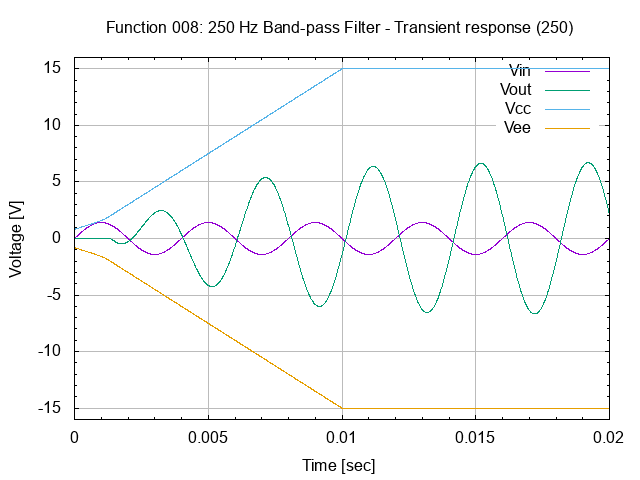 Function 008: 250 Hz Band-pass Filter - Transient response (250)
15
10
5
0
-5
-10
-15
Voltage [V]
Vin
Vout
Vcc
Vee
0 0.005 0.01 0.015 0.02
Time [sec]